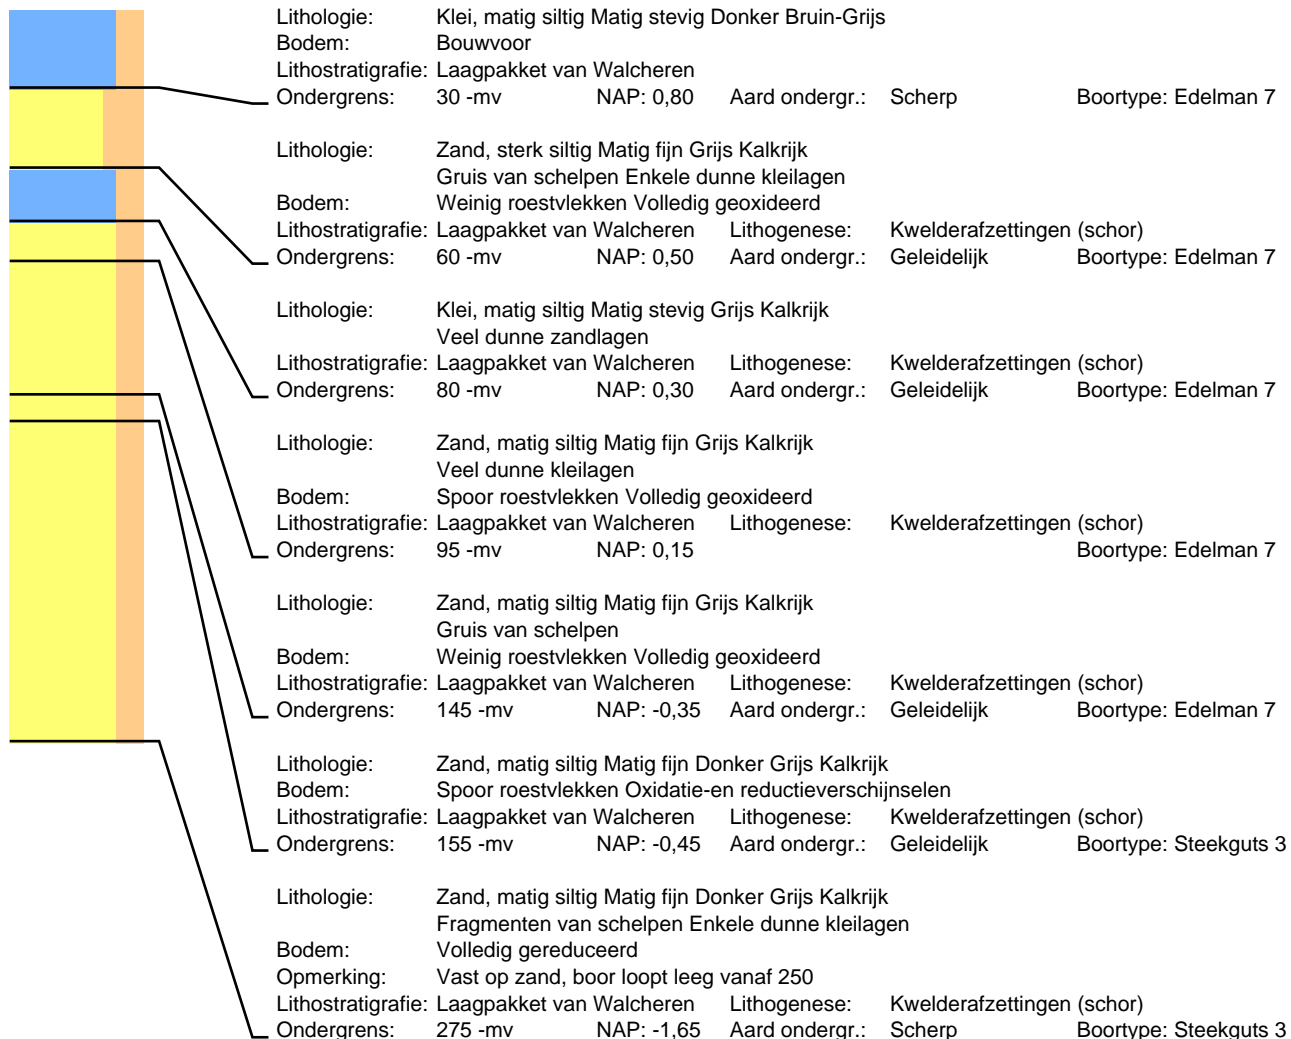 Lithologie: Klei, matig siltig Matig stevig Donker Bruin-Grijs
Bodem: Bouwvoor
Lithostratigrafie: Laagpakket van Walcheren
Ondergrens: 30 -mv NAP: 0,80 Aard ondergr.: Scherp Boortype: Edelman 7
Lithologie: Zand, sterk siltig Matig fijn Grijs Kalkrijk
Gruis van schelpen Enkele dunne kleilagen
Bodem: Weinig roestvlekken Volledig geoxideerd
Lithostratigrafie: Laagpakket van Walcheren Lithogenese: Kwelderafzettingen (schor)
Ondergrens: 60 -mv NAP: 0,50 Aard ondergr.: Geleidelijk Boortype: Edelman 7
Lithologie: Klei, matig siltig Matig stevig Grijs Kalkrijk
Veel dunne zandlagen
Lithostratigrafie: Laagpakket van Walcheren Lithogenese: Kwelderafzettingen (schor)
Ondergrens: 80 -mv NAP: 0,30 Aard ondergr.: Geleidelijk Boortype: Edelman 7
Lithologie: Zand, matig siltig Matig fijn Grijs Kalkrijk
Veel dunne kleilagen
Bodem: Spoor roestvlekken Volledig geoxideerd
Lithostratigrafie: Laagpakket van Walcheren Lithogenese: Kwelderafzettingen (schor)
Ondergrens: 95 -mv NAP: 0,15 Boortype: Edelman 7
Lithologie: Zand, matig siltig Matig fijn Grijs Kalkrijk
Gruis van schelpen
Bodem: Weinig roestvlekken Volledig geoxideerd
Lithostratigrafie: Laagpakket van Walcheren Lithogenese: Kwelderafzettingen (schor)
Ondergrens: 145 -mv NAP: -0,35 Aard ondergr.: Geleidelijk Boortype: Edelman 7
Lithologie: Zand, matig siltig Matig fijn Donker Grijs Kalkrijk
Bodem: Spoor roestvlekken Oxidatie-en reductieverschijnselen
Lithostratigrafie: Laagpakket van Walcheren Lithogenese: Kwelderafzettingen (schor)
Ondergrens: 155 -mv NAP: -0,45 Aard ondergr.: Geleidelijk Boortype: Steekguts 3
Lithologie: Zand, matig siltig Matig fijn Donker Grijs Kalkrijk
Fragmenten van schelpen Enkele dunne kleilagen
Bodem: Volledig gereduceerd
Opmerking: Vast op zand, boor loopt leeg vanaf 250
Lithostratigrafie: Laagpakket van Walcheren Lithogenese: Kwelderafzettingen (schor)
Ondergrens: 275 -mv NAP: -1,65 Aard ondergr.: Scherp Boortype: Steekguts 3